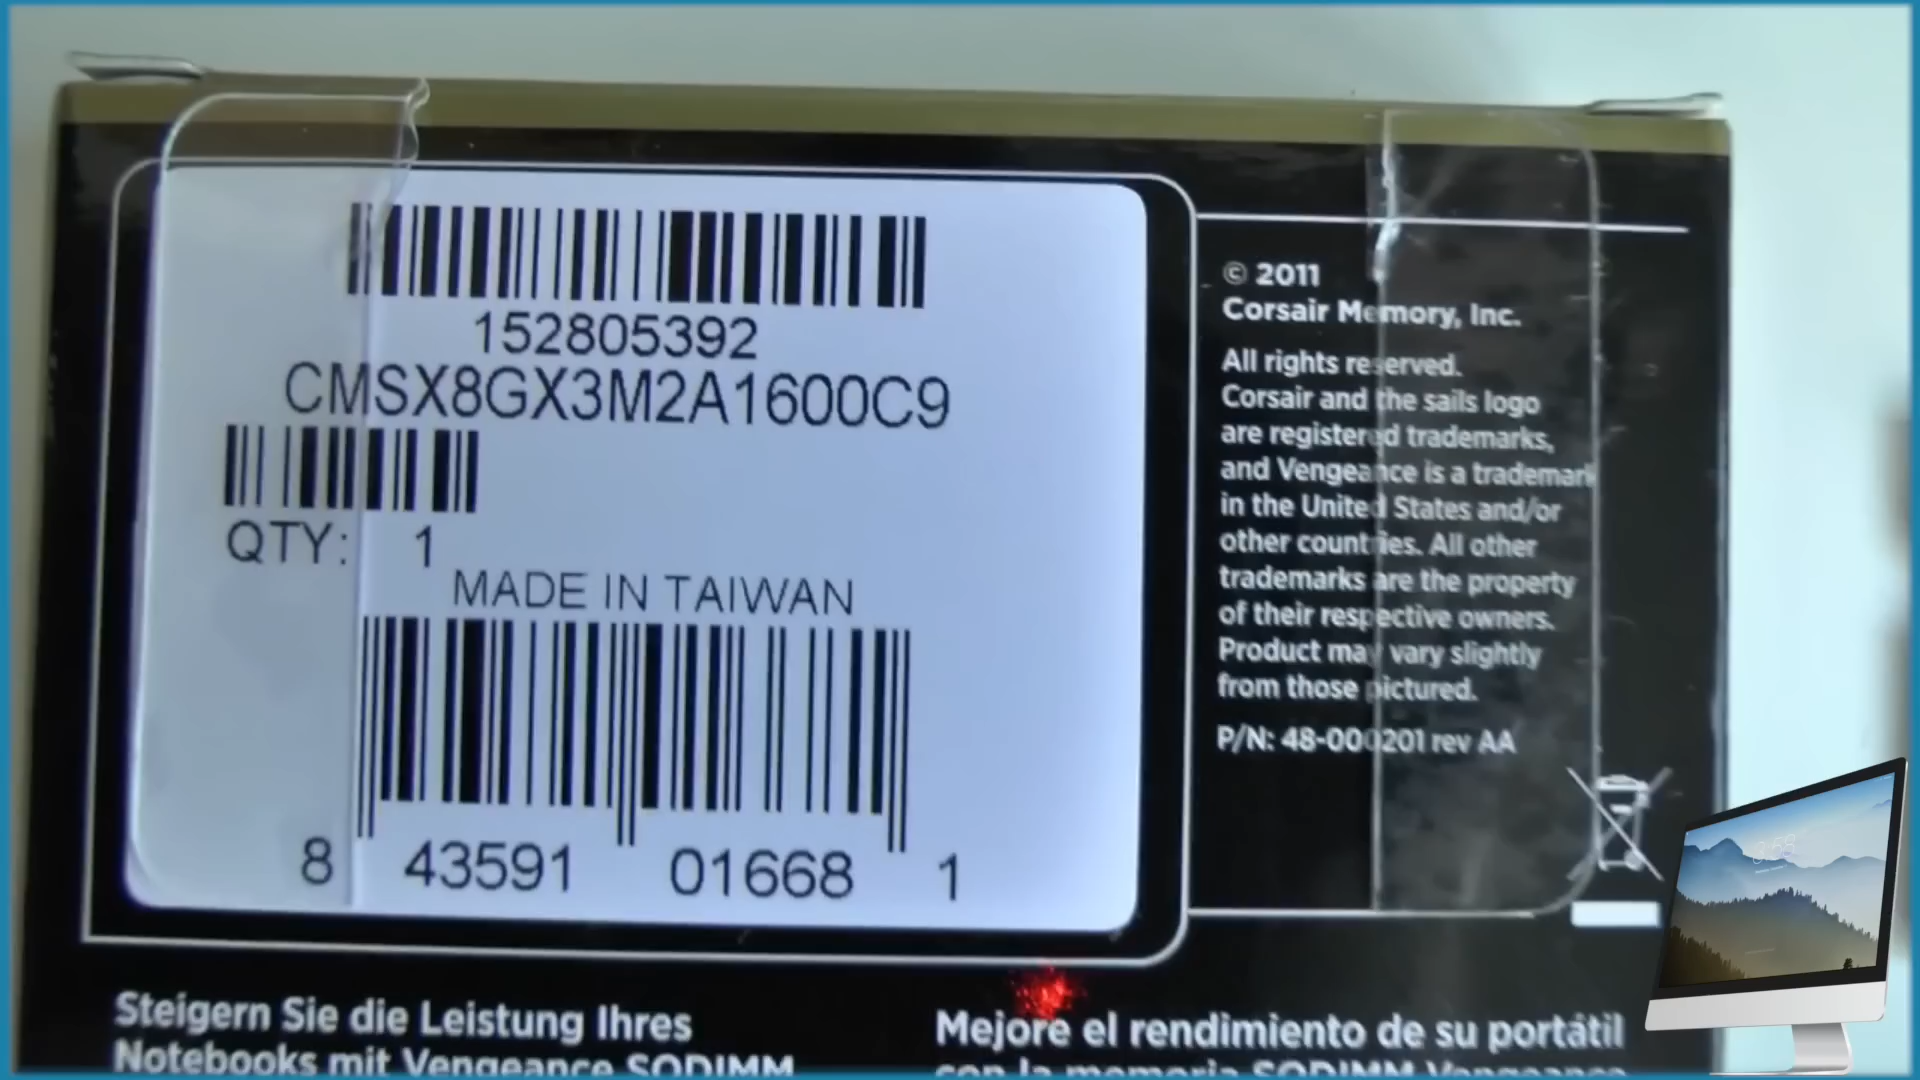 152805392
CMSX8GX3M2A1600C9
QTY: 1
MADE IN TAIWAN
8 43591 01668 1
© 2011
Corsair Memory, Inc.
All rights reserved.
Corsair and the sails logo
are registered trademarks,
and Vengeance is a trademark
in the United States and/or
other countries. All other
trademarks are the property
of their respective owners.
Product may vary slightly
from those pictured.
P/N: 48-000201 rev AA
Steigern Sie die Leistung Ihres
Notebooks mit Vengeance SODIMM
Mejore el rendimiento de su portátil
con la memoria SODIMM Vengeance